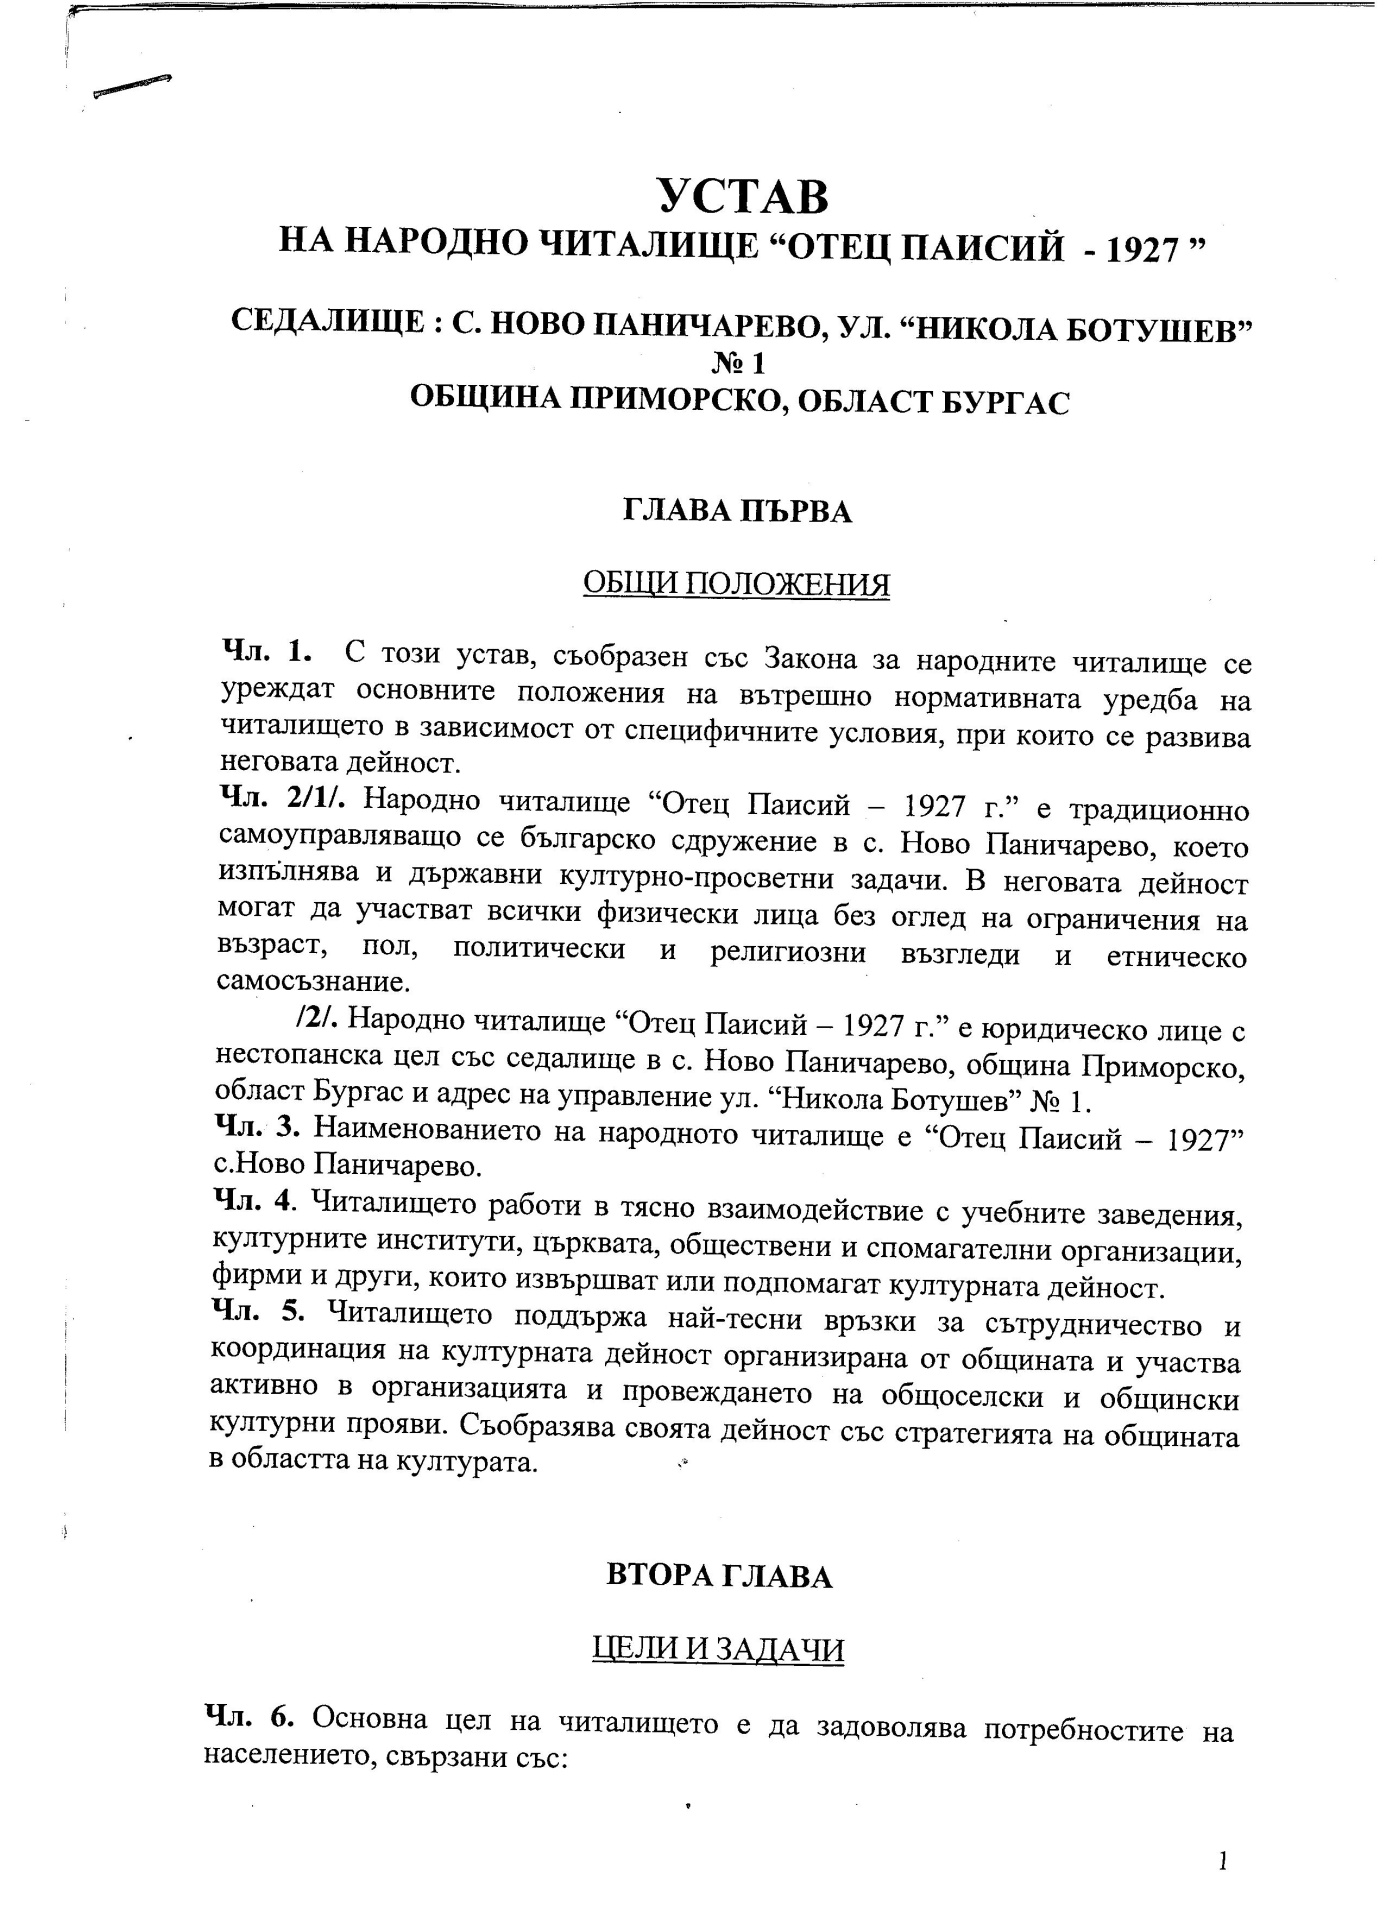 УСТАВ
НА НАРОДНО ЧИТАЛИЩЕ “ОТЕЦ ПАИСИЙ - 1927 ”
СЕДАЛИЩЕ : С. НОВО ПАНИЧАРЕВО, УЛ. “НИКОЛА БОТУШЕВ”
№ 1
ОБЩИНА ПРИМОРСКО, ОБЛАСТ БУРГАС
ГЛАВА ПЪРВА
ОБЩИ ПОЛОЖЕНИЯ
Чл. 1. С този устав, съобразен със Закона за народните читалище се
уреждат основните положения на вътрешно нормативната уредба на
читалището в зависимост от специфичните условия, при които се развива
неговата дейност.
Чл. 2/1/. Народно читалище “Отец Паисий – 1927 г.” е традиционно
самоуправляващо се българско сдружение в с. Ново Паничарево, което
изпълнява и държавни културно-просветни задачи. В неговата дейност
могат да участват всички физически лица без оглед на ограничения на
възраст, пол, политически и религиозни възгледи и етническо
самосъзнание.
/2/. Народно читалище “Отец Паисий – 1927 г.” е юридическо лице с
нестопанска цел със седалище в с. Ново Паничарево, община Приморско,
област Бургас и адрес на управление ул. “Никола Ботушев” № 1.
Чл. 3. Наименованието на народното читалище е “Отец Паисий – 1927”
с.Ново Паничарево.
Чл. 4. Читалището работи в тясно взаимодействие с учебните заведения,
културните институти, църквата, обществени и спомагателни организации,
фирми и други, които извършват или подпомагат културната дейност.
Чл. 5. Читалището поддържа най-тесни връзки за сътрудничество и
координация на културната дейност организирана от общината и участва
активно в организацията и провеждането на общоселски и общински
културни прояви. Съобразява своята дейност със стратегията на общината
в областта на културата.
ВТОРА ГЛАВА
ЦЕЛИ И ЗАДАЧИ
Чл. 6. Основна цел на читалището е да задоволява потребностите на
населението, свързани със:
1